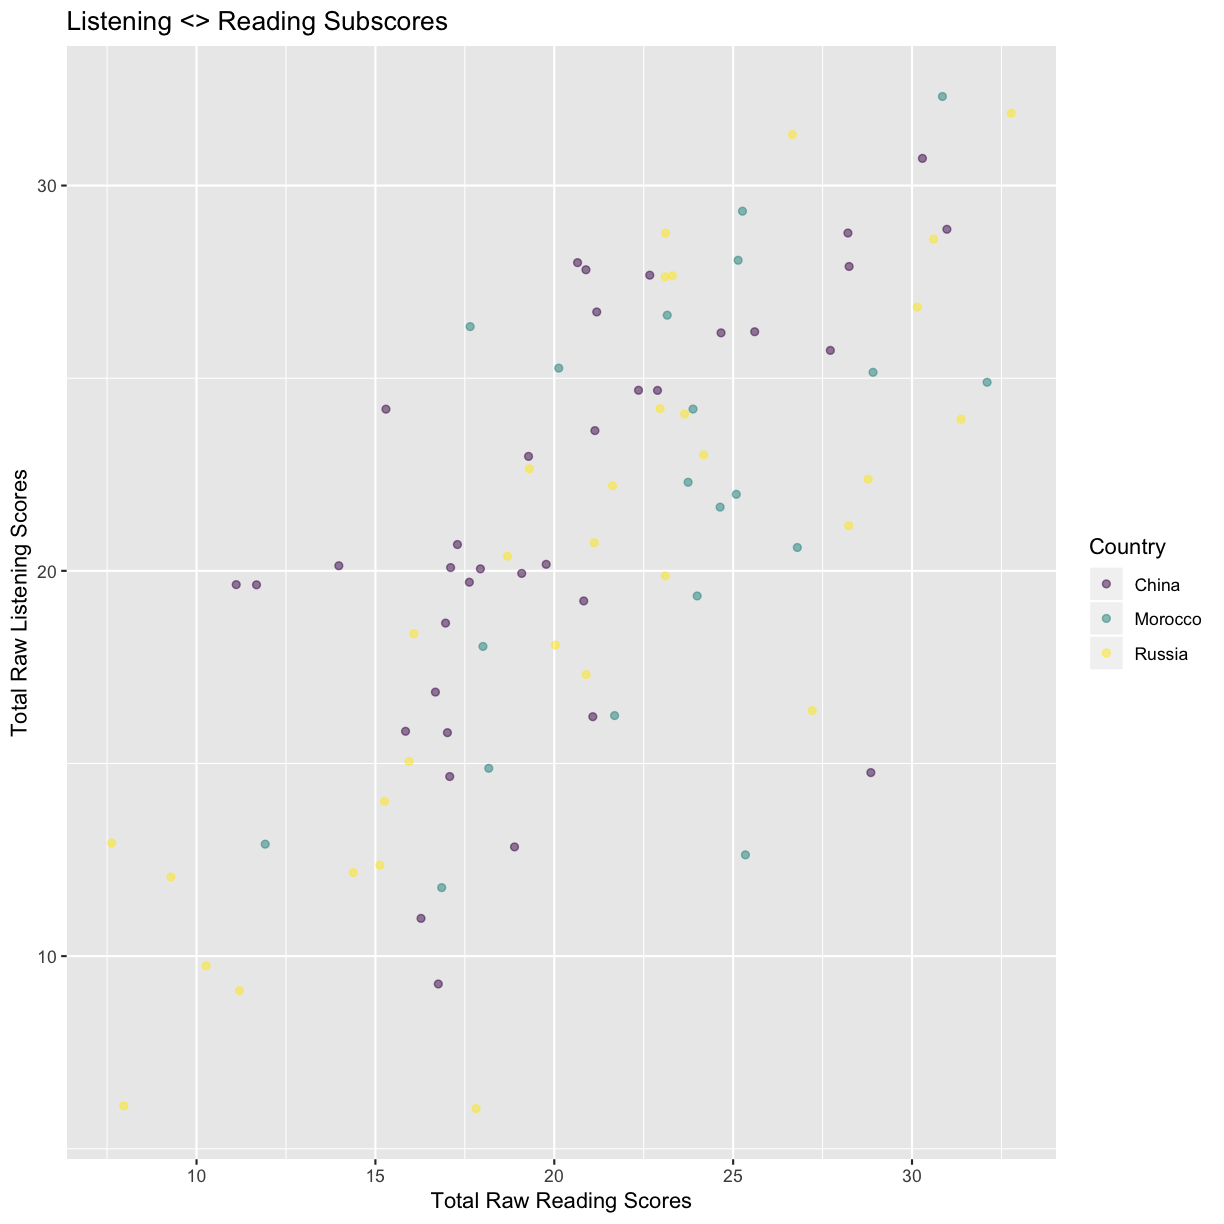 Listening <> Reading Subscores
30
20
10
Total Raw Listening Scores
10 15 20 25 30
Total Raw Reading Scores
Country
China
Morocco
Russia